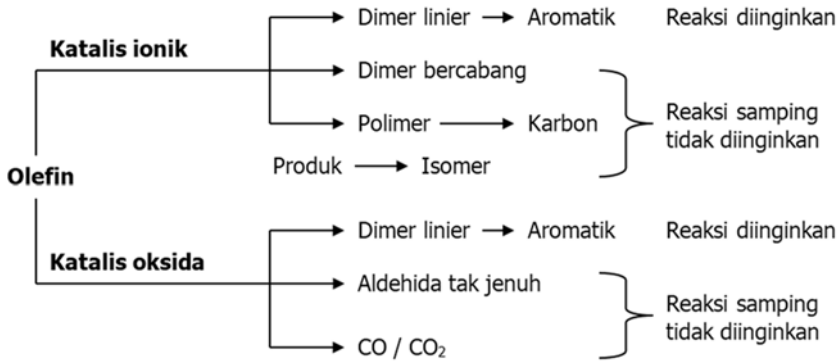 Dimer linier → Aromatik Reaksi diinginkan
Katalis ionik
Dimer bercabang
Polimer → Karbon
Reaksi samping
tidak diinginkan
Produk → Isomer
Olefin
Dimer linier → Aromatik Reaksi diinginkan
Katalis oksida
Aldehida tak jenuh
Reaksi samping
tidak diinginkan
CO / CO₂